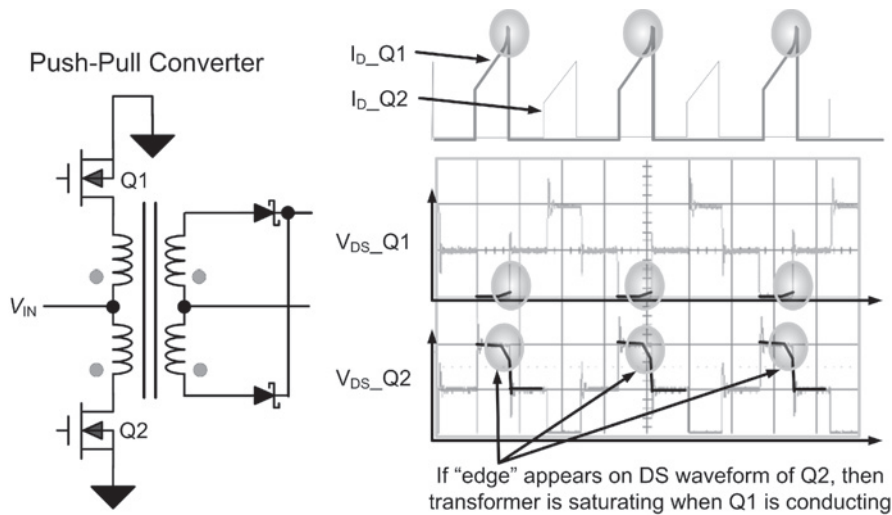 Push-Pull Converter
Q1
V_IN
Q2
I_D_Q1
I_D_Q2
V_DS_Q1
V_DS_Q2
If “edge” appears on DS waveform of Q2, then
transformer is saturating when Q1 is conducting